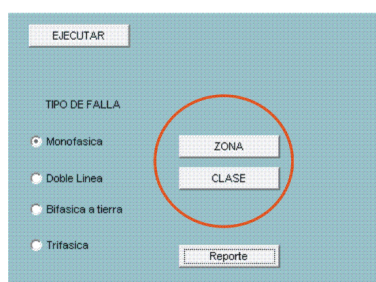 EJECUTAR
TIPO DE FALLA
Monofasica
ZONA
Doble Linea
CLASE
Bifasica a tierra
Trifasica
Reporte